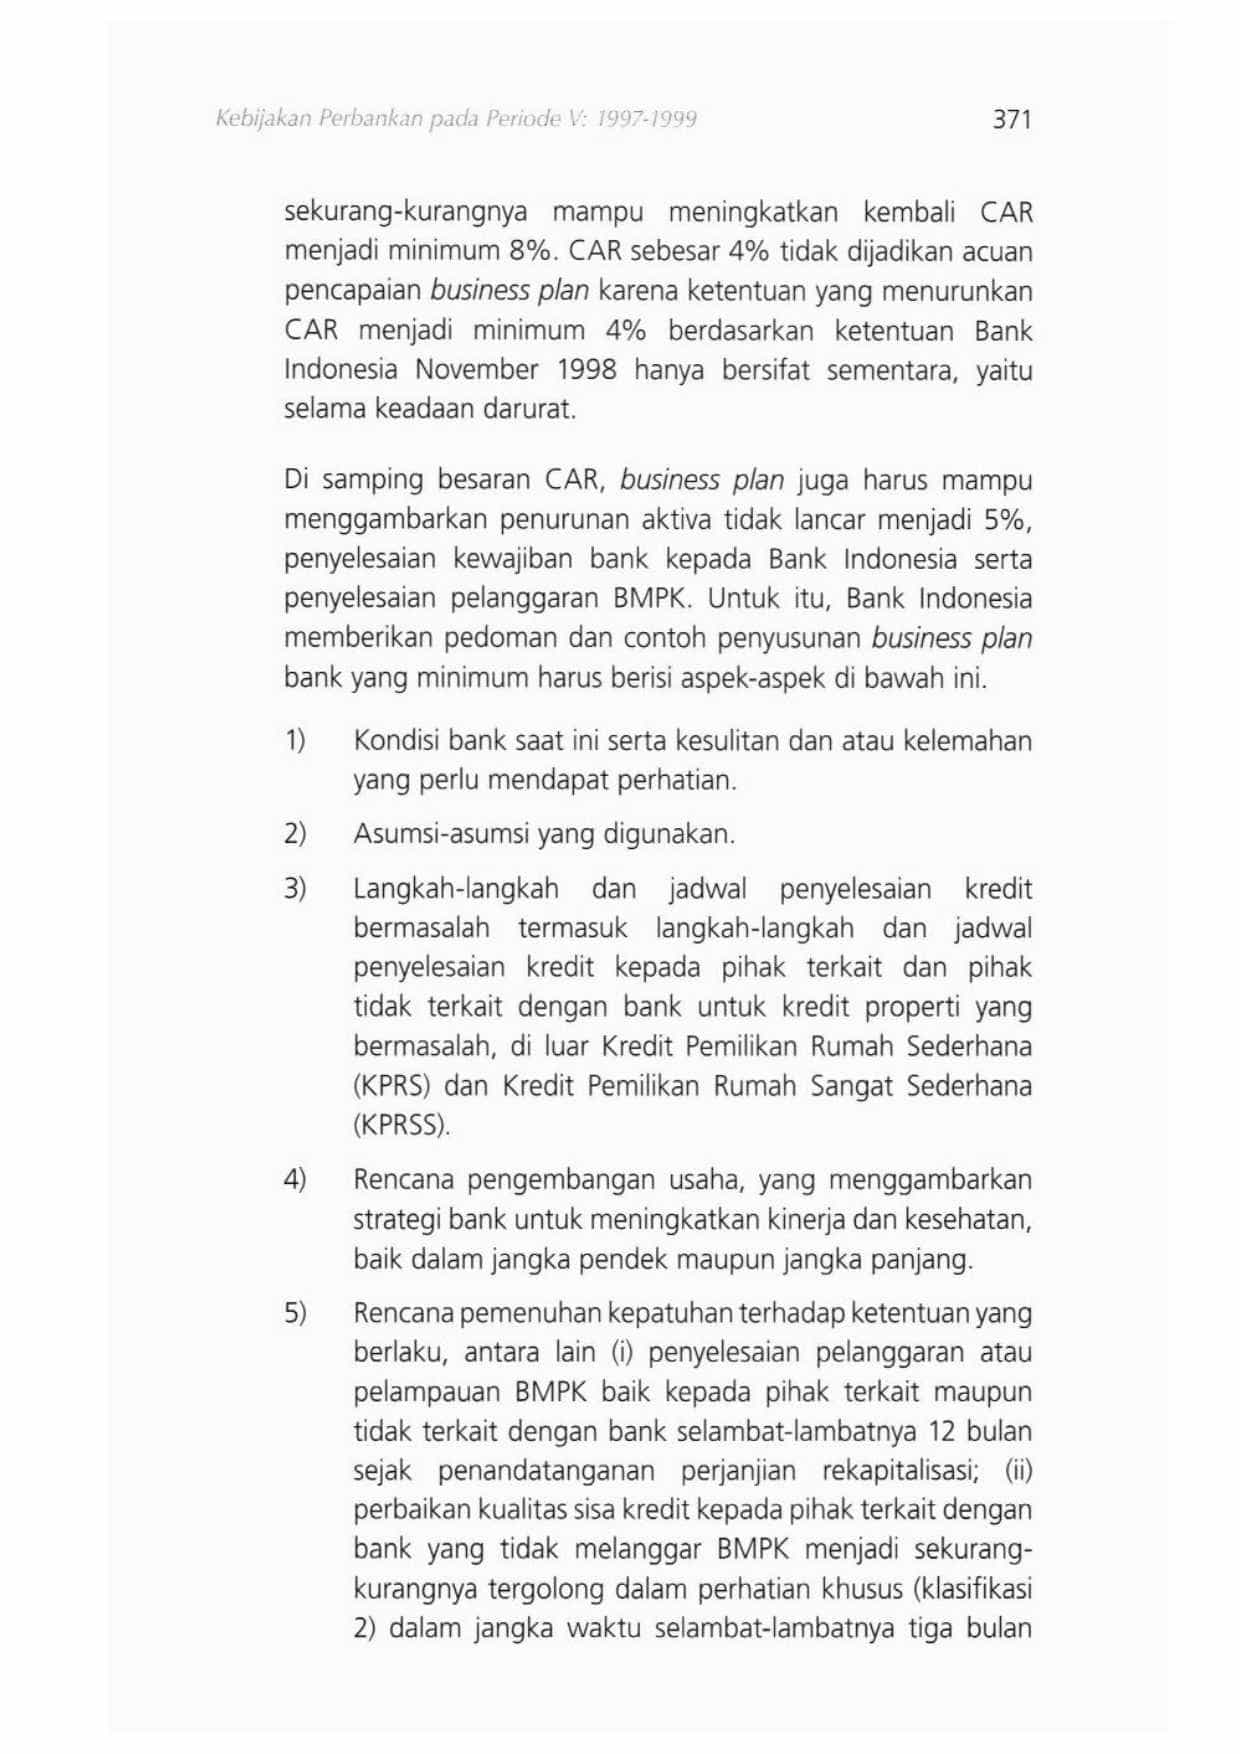 Kebijakan Perbankan pada Periode V: 1997-1999 371
sekurang-kurangnya mampu meningkatkan kembali CAR
menjadi minimum 8%. CAR sebesar 4% tidak dijadikan acuan
pencapaian business plan karena ketentuan yang menurunkan
CAR menjadi minimum 4% berdasarkan ketentuan Bank
Indonesia November 1998 hanya bersifat sementara, yaitu
selama keadaan darurat.
Di samping besaran CAR, business plan juga harus mampu
menggambarkan penurunan aktiva tidak lancar menjadi 5%,
penyelesaian kewajiban bank kepada Bank Indonesia serta
penyelesaian pelanggaran BMPK. Untuk itu, Bank Indonesia
memberikan pedoman dan contoh penyusunan business plan
bank yang minimum harus berisi aspek-aspek di bawah ini.
1) Kondisi bank saat ini serta kesulitan dan atau kelemahan
yang perlu mendapat perhatian.
2) Asumsi-asumsi yang digunakan.
3) Langkah-langkah dan jadwal penyelesaian kredit
bermasalah termasuk langkah-langkah dan jadwal
penyelesaian kredit kepada pihak terkait dan pihak
tidak terkait dengan bank untuk kredit properti yang
bermasalah, di luar Kredit Pemilikan Rumah Sederhana
(KPRS) dan Kredit Pemilikan Rumah Sangat Sederhana
(KPRSS).
4) Rencana pengembangan usaha, yang menggambarkan
strategi bank untuk meningkatkan kinerja dan kesehatan,
baik dalam jangka pendek maupun jangka panjang.
5) Rencana pemenuhan kepatuhan terhadap ketentuan yang
berlaku, antara lain (i) penyelesaian pelanggaran atau
pelampauan BMPK baik kepada pihak terkait maupun
tidak terkait dengan bank selambat-lambatnya 12 bulan
sejak penandatanganan perjanjian rekapitalisasi; (ii)
perbaikan kualitas sisa kredit kepada pihak terkait dengan
bank yang tidak melanggar BMPK menjadi sekurang-
kurangnya tergolong dalam perhatian khusus (klasifikasi
2) dalam jangka waktu selambat-lambatnya tiga bulan